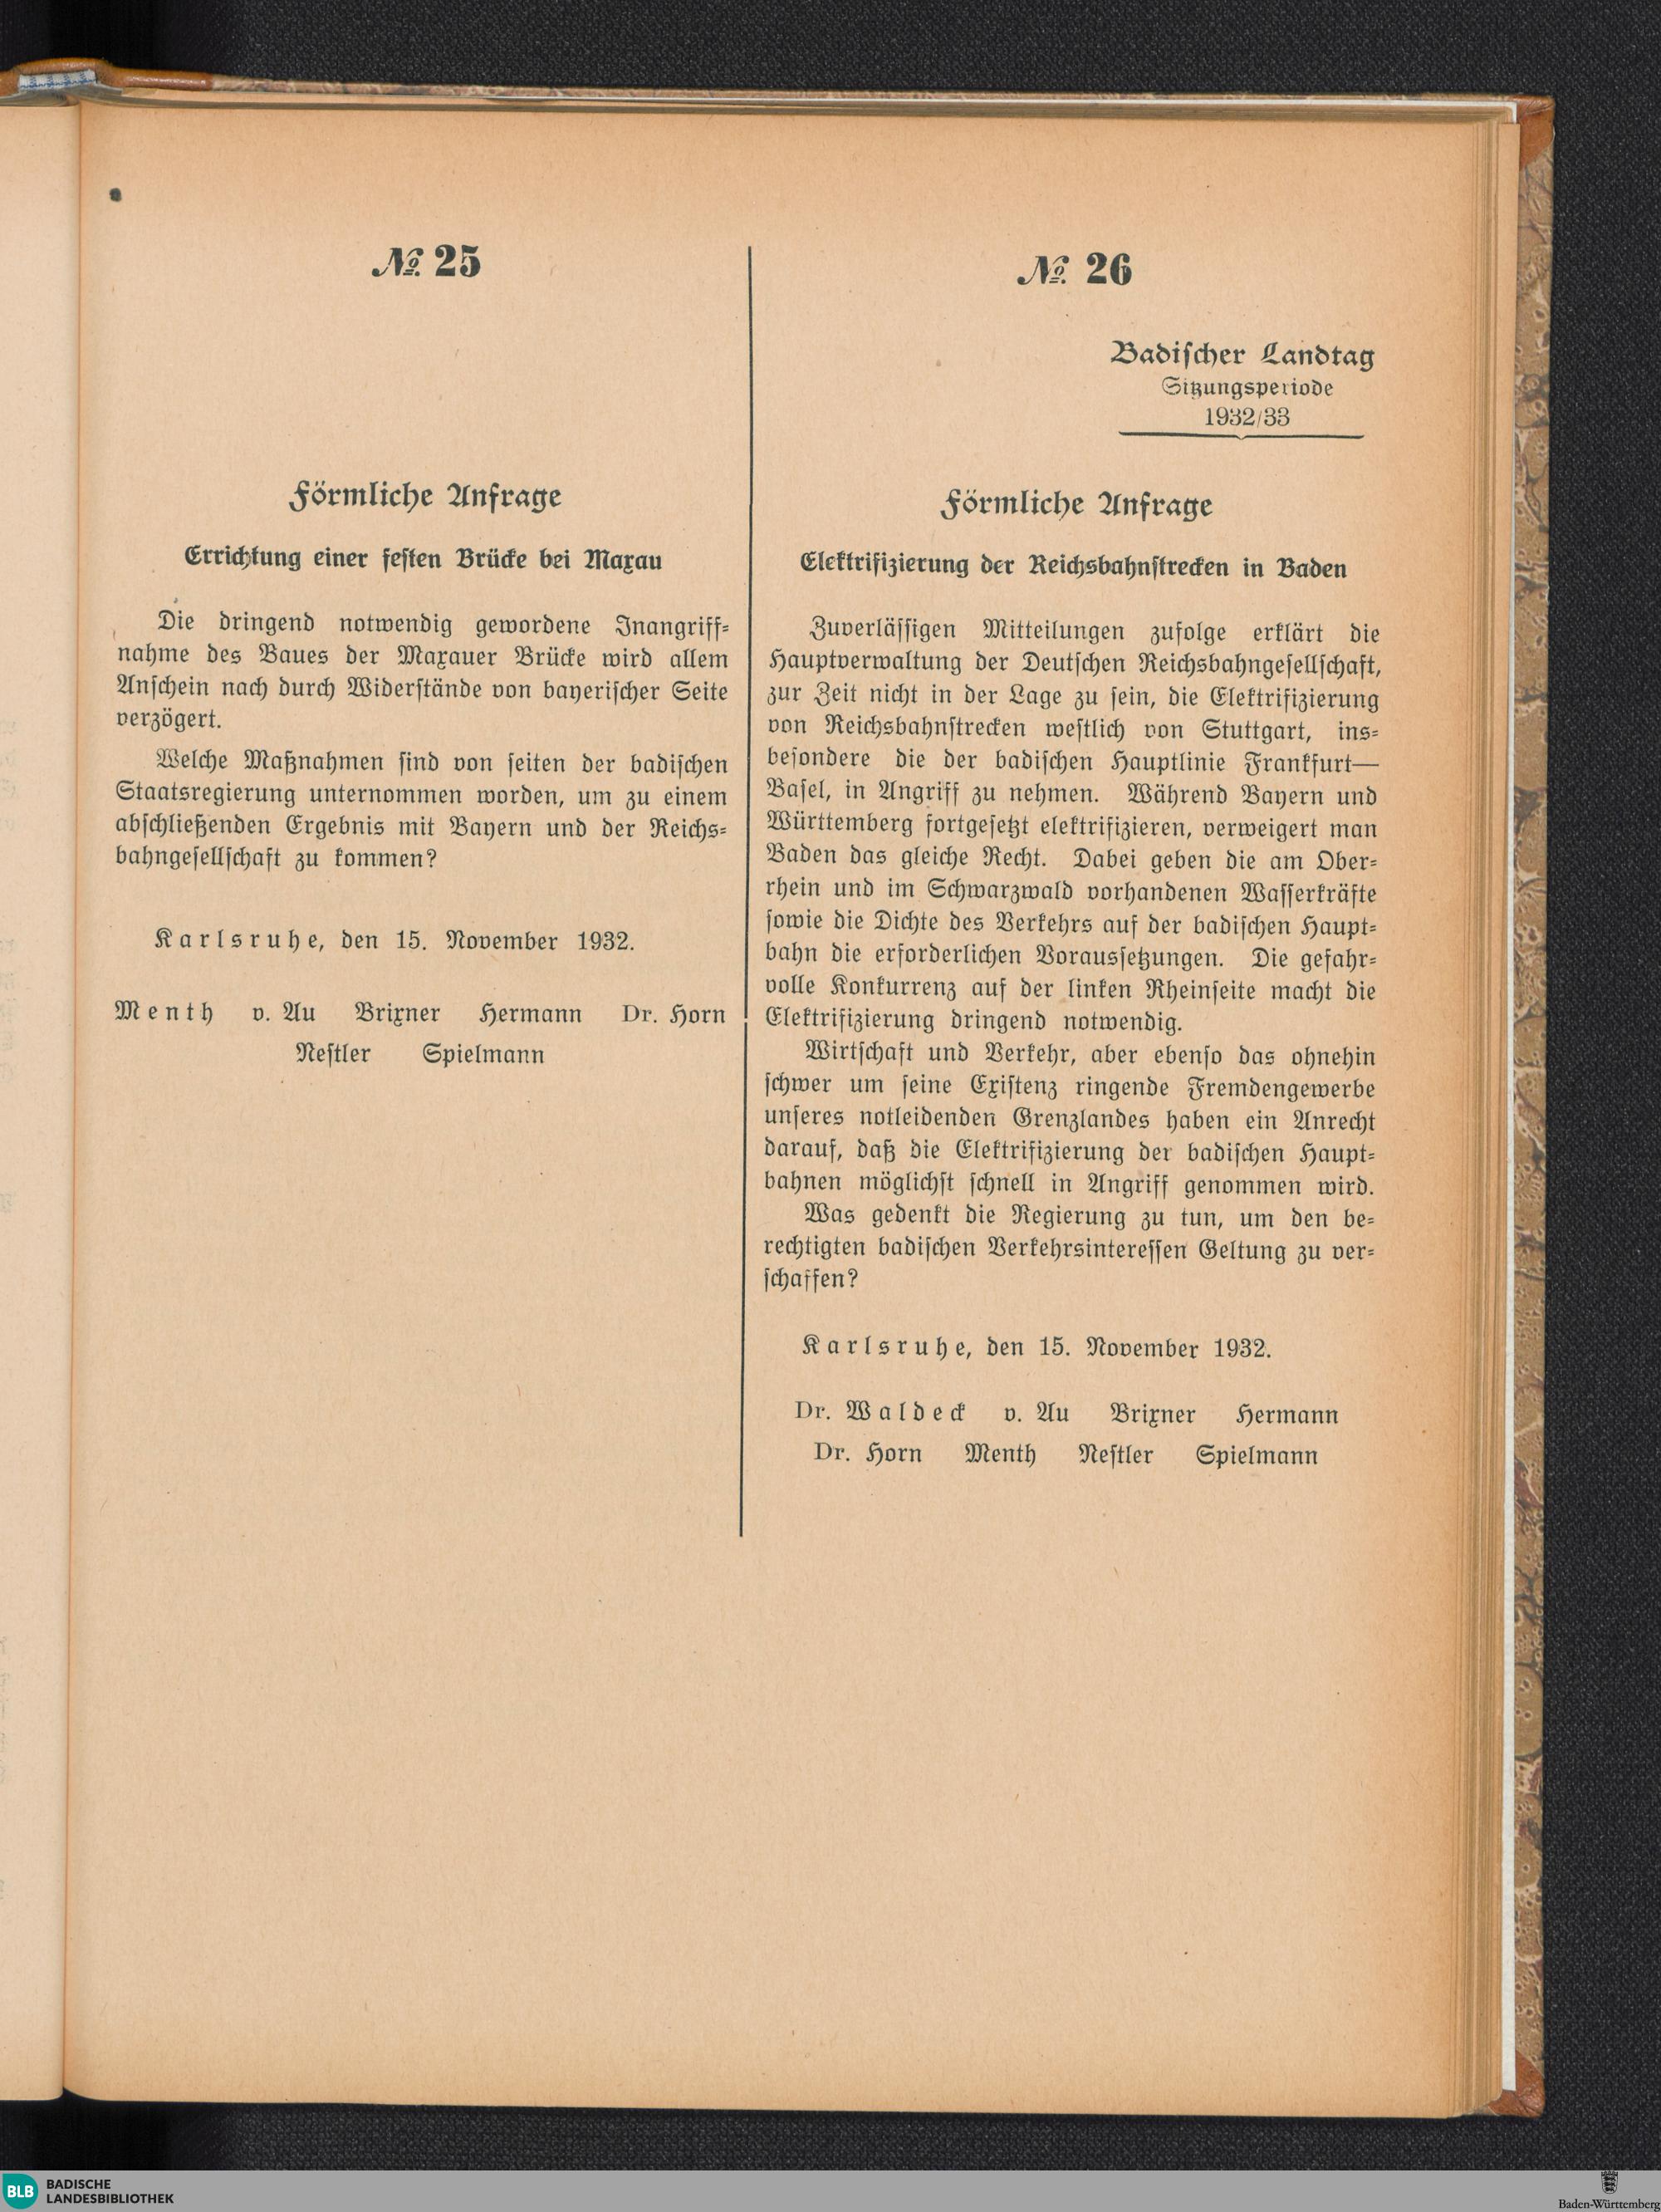 № 25
Förmliche Anfrage
Errichtung einer festen Brücke bei Maxau
Die dringend notwendig gewordene Inangriff-
nahme des Baues der Maxauer Brücke wird allem
Anschein nach durch Widerstände von bayerischer Seite
verzögert.
Welche Maßnahmen sind von seiten der badischen
Staatsregierung unternommen worden, um zu einem
abschließenden Ergebnis mit Bayern und der Reichs-
bahngesellschaft zu kommen?
Karlsruhe, den 15. November 1932.
Menth v. Au Brixner Hermann Dr. Horn
Nestler Spielmann
№ 26
Badischer Landtag
Sitzungsperiode
1932/33
Förmliche Anfrage
Elektrifizierung der Reichsbahnstrecken in Baden
Zuverlässigen Mitteilungen zufolge erklärt die
Hauptverwaltung der Deutschen Reichsbahngesellschaft,
zur Zeit nicht in der Lage zu sein, die Elektrifizierung
von Reichsbahnstrecken westlich von Stuttgart, ins-
besondere die der badischen Hauptlinie Frankfurt—
Basel, in Angriff zu nehmen. Während Bayern und
Württemberg fortgesetzt elektrifizieren, verweigert man
Baden das gleiche Recht. Dabei geben die am Ober-
rhein und im Schwarzwald vorhandenen Wasserkräfte
sowie die Dichte des Verkehrs auf der badischen Haupt-
bahn die erforderlichen Voraussetzungen. Die gefahr-
volle Konkurrenz auf der linken Rheinseite macht die
Elektrifizierung dringend notwendig.
Wirtschaft und Verkehr, aber ebenso das ohnehin
schwer um seine Existenz ringende Fremdengewerbe
unseres notleidenden Grenzlandes haben ein Anrecht
darauf, daß die Elektrifizierung der badischen Haupt-
bahnen möglichst schnell in Angriff genommen wird.
Was gedenkt die Regierung zu tun, um den be-
rechtigten badischen Verkehrsinteressen Geltung zu ver-
schaffen?
Karlsruhe, den 15. November 1932.
Dr. Waldeck v. Au Brixner Hermann
Dr. Horn Menth Nestler Spielmann
BLB BADISCHE
LANDESBIBLIOTHEK
Baden-Württemberg